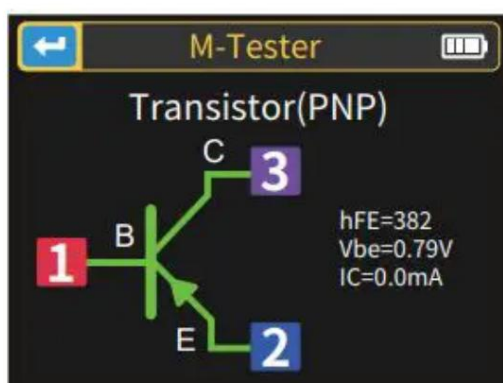 M-Tester
Transistor(PNP)
C
3
B
1
hFE=382
Vbe=0.79V
IC=0.0mA
E
2